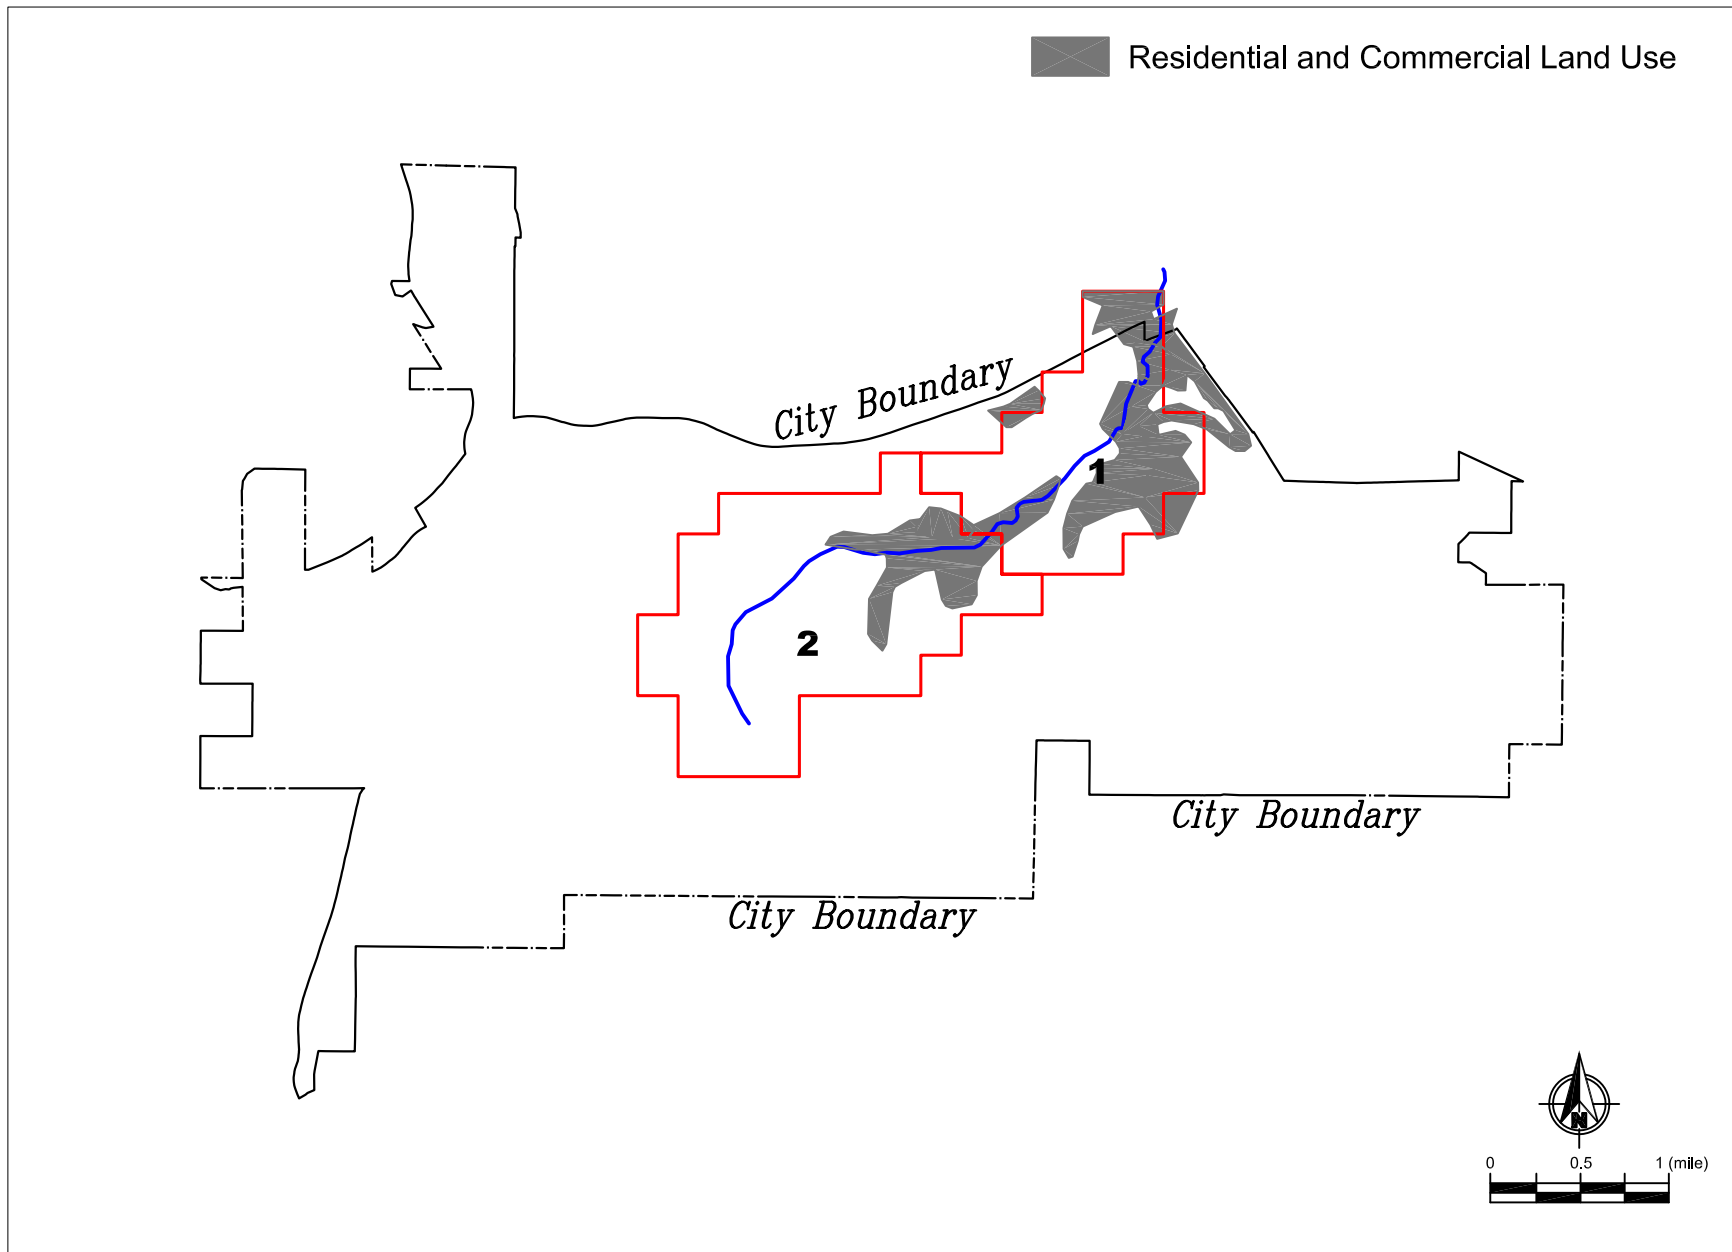 Residential and Commercial Land Use
City Boundary
1
2
City Boundary
City Boundary
N
0 0.5 1 (mile)